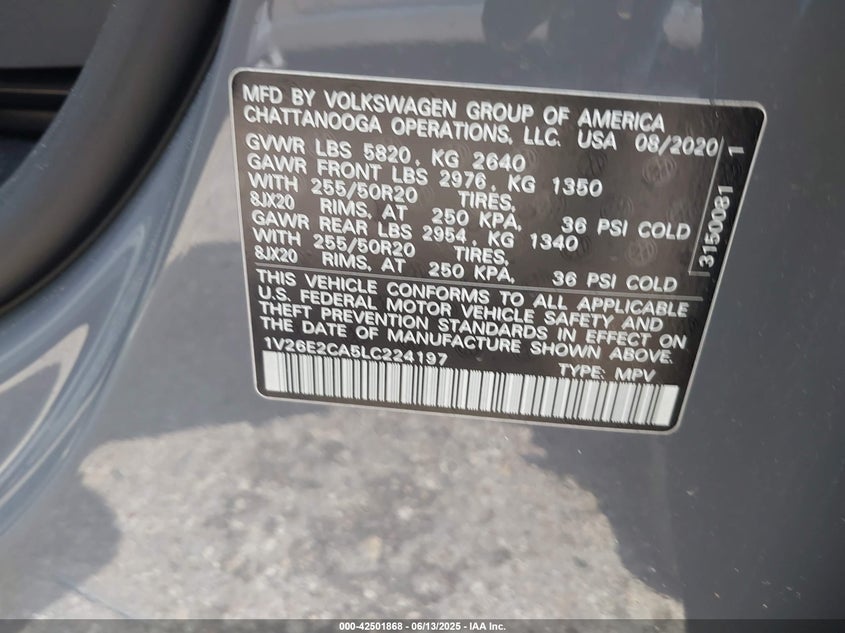 MFD BY VOLKSWAGEN GROUP OF AMERICA
CHATTANOOGA OPERATIONS, LLC. USA 08/2020
GVWR LBS 5820, KG 2640
GAWR FRONT LBS 2976, KG 1350
WITH 255/50R20 TIRES,
8JX20 RIMS, AT 250 KPA, 36 PSI COLD
GAWR REAR LBS 2954, KG 1340
WITH 255/50R20 TIRES,
8JX20 RIMS, AT 250 KPA, 36 PSI COLD
THIS VEHICLE CONFORMS TO ALL APPLICABLE
U.S. FEDERAL MOTOR VEHICLE SAFETY AND
THEFT PREVENTION STANDARDS IN EFFECT ON
THE DATE OF MANUFACTURE SHOWN ABOVE.
1V26E2CA5LC224197
TYPE: MPV
3150081 1
000-42501868 - 06/13/2025 - IAA Inc.